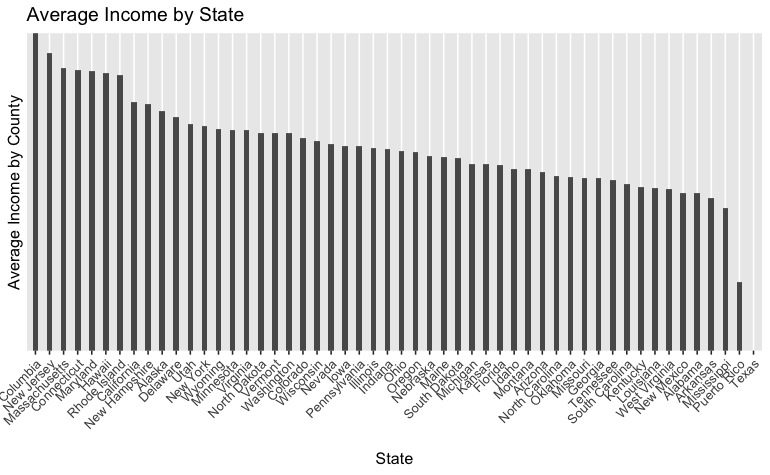 Average Income by State
Average Income by County
Columbia
New Jersey
Massachusetts
Connecticut
Maryland
Hawaii
Rhode Island
California
New Hampshire
Alaska
Delaware
Utah
New York
Wyoming
Minnesota
Virginia
North Dakota
Vermont
Washington
Colorado
Wisconsin
Nevada
Iowa
Pennsylvania
Illinois
Indiana
Ohio
Oregon
Nebraska
Maine
South Dakota
Michigan
Kansas
Florida
Idaho
Montana
Arizona
North Carolina
Oklahoma
Missouri
Georgia
Tennessee
South Carolina
Kentucky
Louisiana
West Virginia
New Mexico
Alabama
Arkansas
Mississippi
Puerto Rico
Texas
State